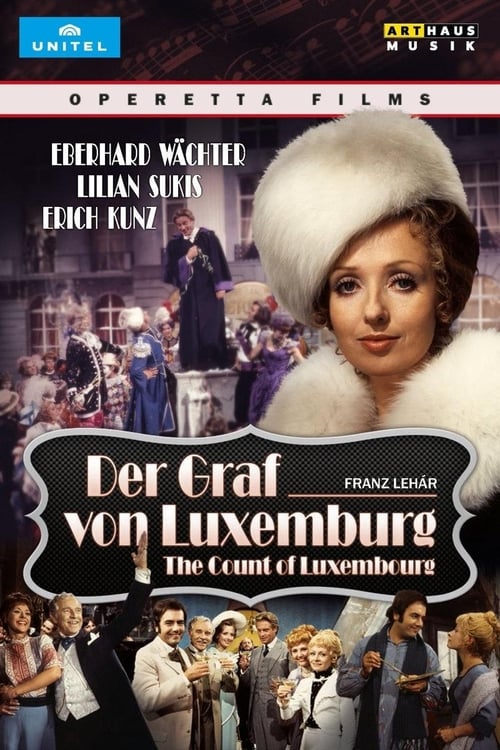 UNITEL
ARTHAUS
MUSIK
OPERETTA FILMS
EBERHARD WÄCHTER
LILIAN SUKIS
ERICH KUNZ
Der Graf
FRANZ LEHÁR
von Luxemburg
The Count of Luxembourg